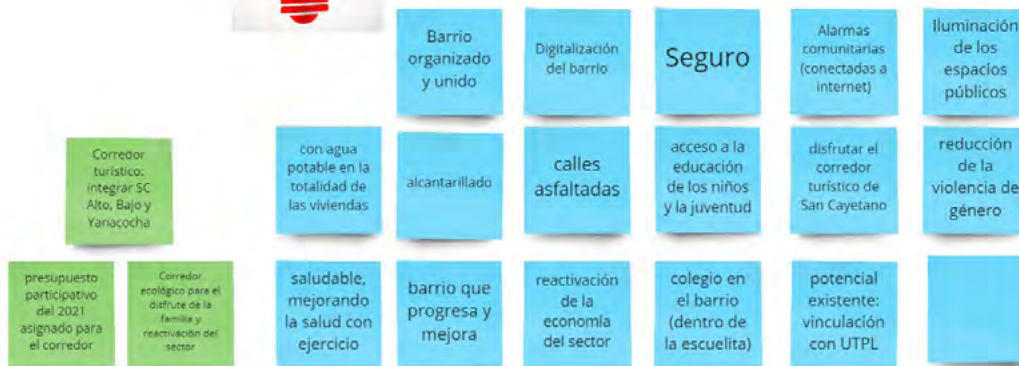 Barrio
organizado
y unido
Digitalización
del barrio
Seguro
Alarmas
comunitarias
(conectadas a
internet)
Iluminación
de los
espacios
públicos
Corredor
turístico:
integrar SC
Alto, Bajo y
Yanacocha
con agua
potable en la
totalidad de
las viviendas
alcantarillado
calles
asfaltadas
acceso a la
educación
de los niños
y la juventud
disfrutar el
corredor
turístico de
San Cayetano
reducción
de la
violencia de
género
presupuesto
participativo
del 2021
asignado para
el corredor
Corredor
ecológico para el
disfrute de la
familia y
reactivación del
sector
saludable,
mejorando
la salud con
ejercicio
barrio que
progresa y
mejora
reactivación
de la
economía
del sector
colegio en
el barrio
(dentro de
la escuelita)
potencial
existente:
vinculación
con UTPL